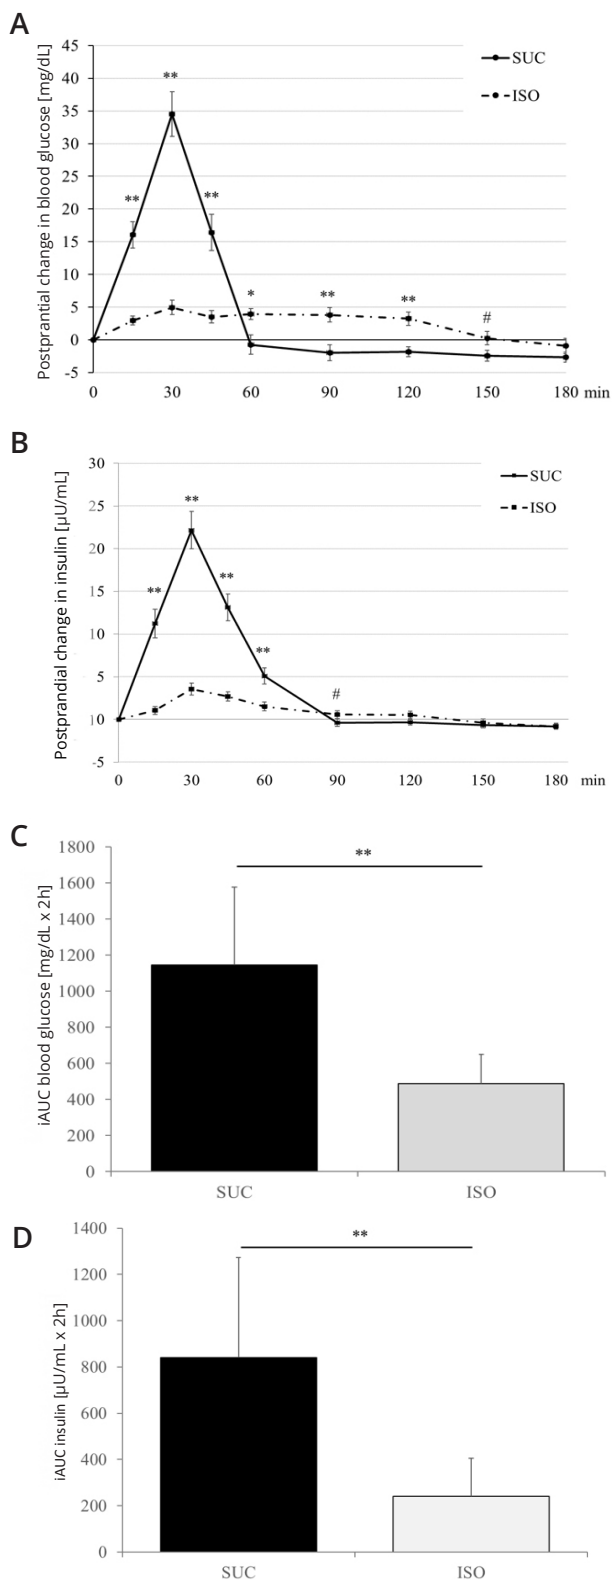 A
Postprantial change in blood glucose [mg/dL]
45
40
35
30
25
20
15
10
5
0
-5
** ** ** * ** ** #
SUC
ISO
0 30 60 90 120 150 180 min
B
Postprandial change in insulin [µU/mL]
30
25
20
15
10
5
0
-5
** ** ** ** #
SUC
ISO
0 30 60 90 120 150 180 min
C
iAUC blood glucose [mg/dL x 2h]
1800
1600
1400
1200
1000
800
600
400
200
0
**
SUC ISO
D
iAUC insulin [µU/mL x 2h]
1400
1200
1000
800
600
400
200
0
**
SUC ISO